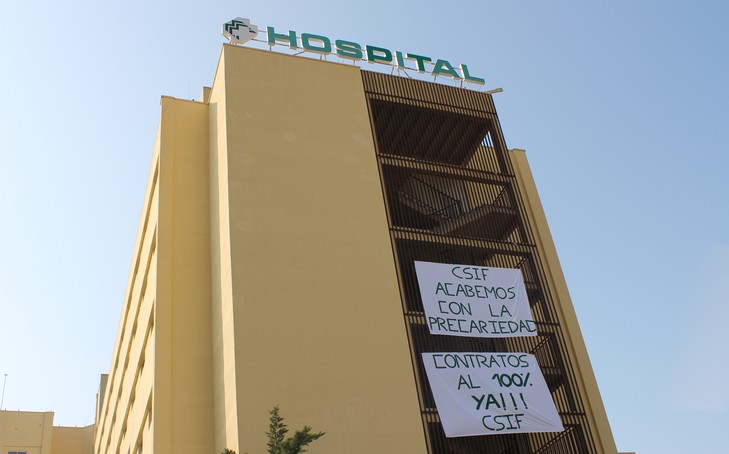 HOSPITAL
CSIF
ACABEMOS
CON LA
PRECARIEDAD
CONTRATOS
AL 100%
YA!!!
CSIF